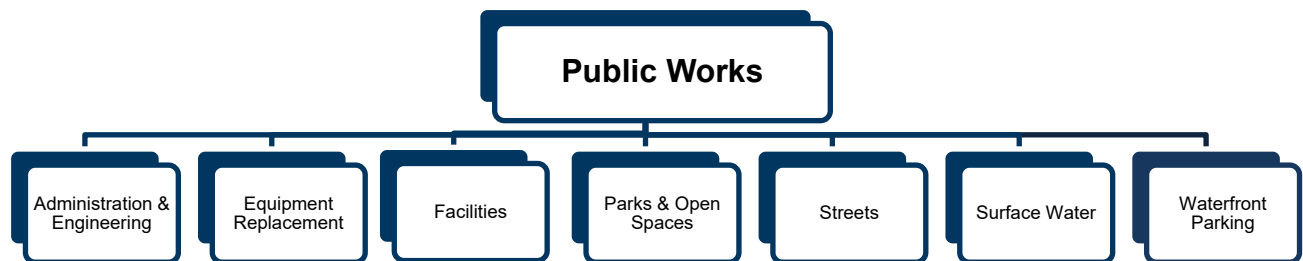 Public Works
Administration &
Engineering
Equipment
Replacement
Facilities
Parks & Open
Spaces
Streets
Surface Water
Waterfront
Parking